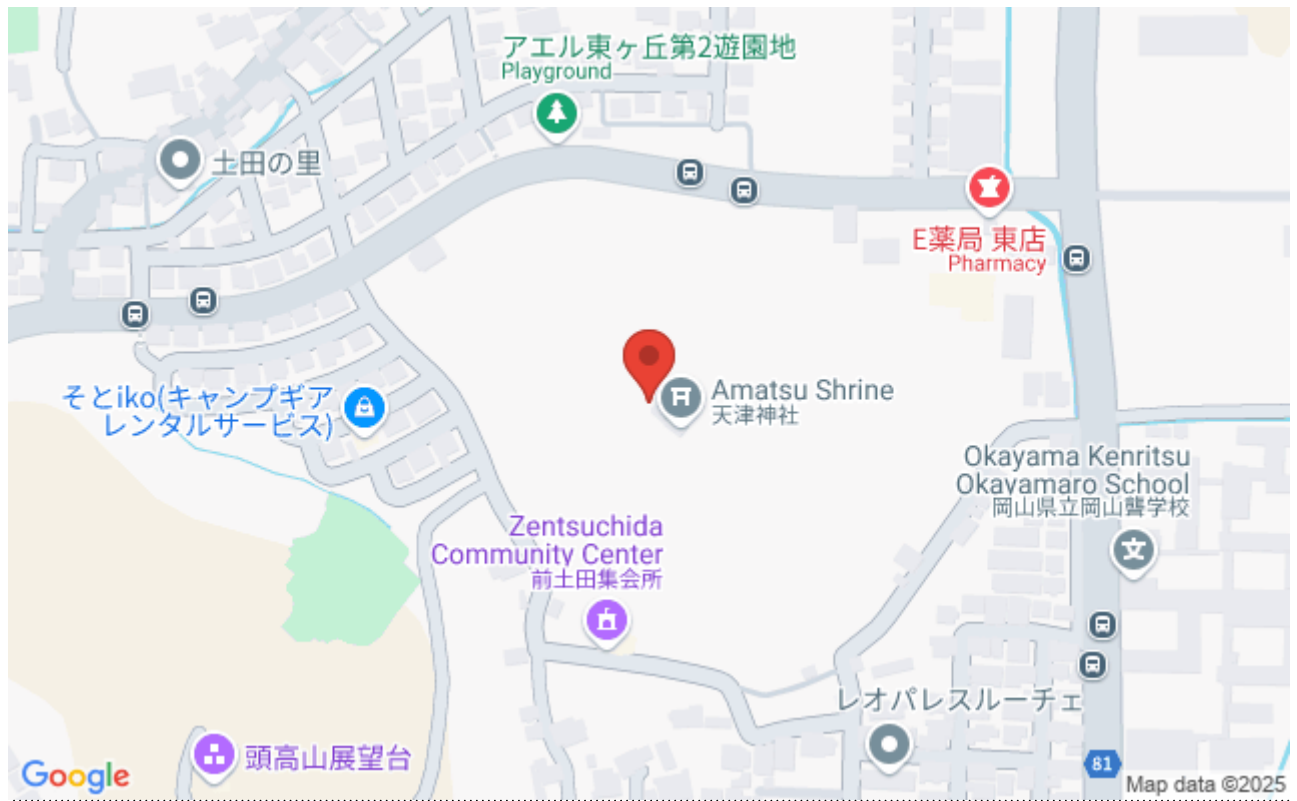 アエル東ヶ丘第2遊園地
Playground
土田の里
E薬局 東店
Pharmacy
そとiko(キャンプギア
レンタルサービス)
Amatsu Shrine
天津神社
Okayama Kenritsu
Okayamaro School
岡山県立岡山聾学校
Zentsuchida
Community Center
前土田集会所
レオパレスルーチェ
頭高山展望台
81
Google
Map data ©2025